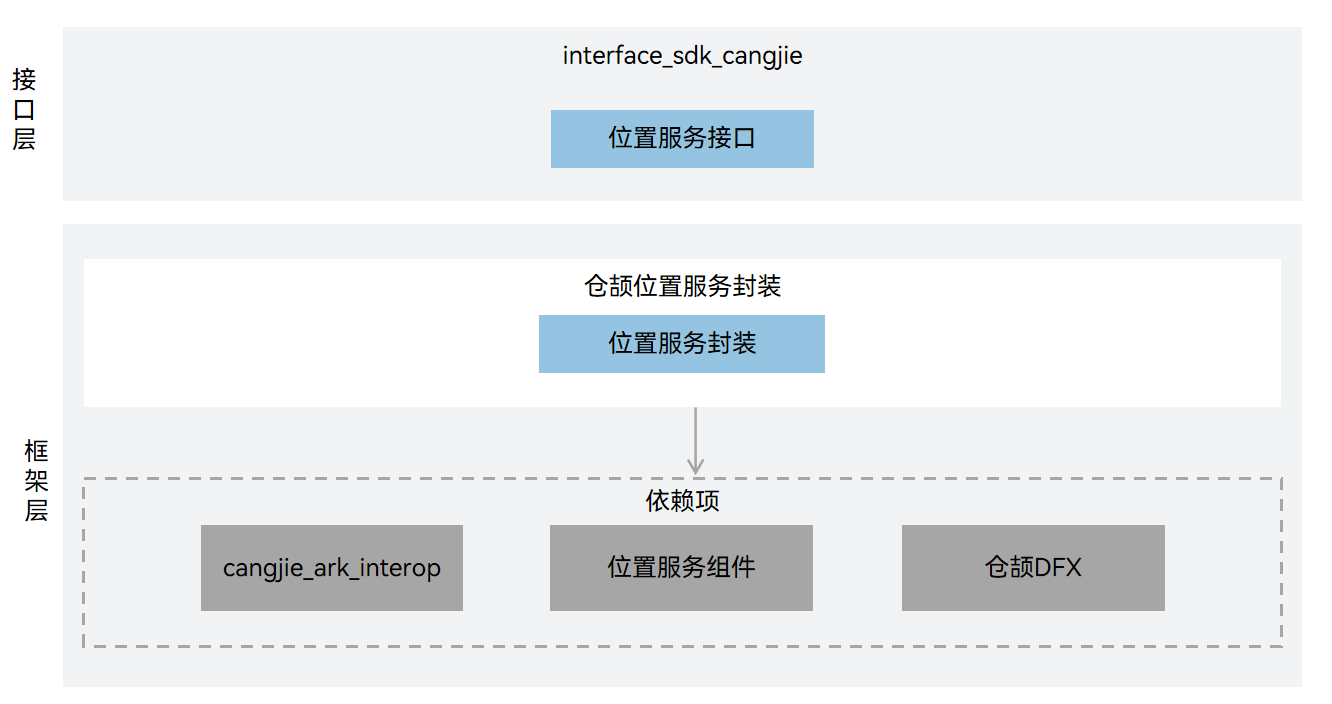 接口层
interface_sdk_cangjie
位置服务接口
框架层
仓颉位置服务封装
位置服务封装
依赖项
cangjie_ark_interop
位置服务组件
仓颉DFX